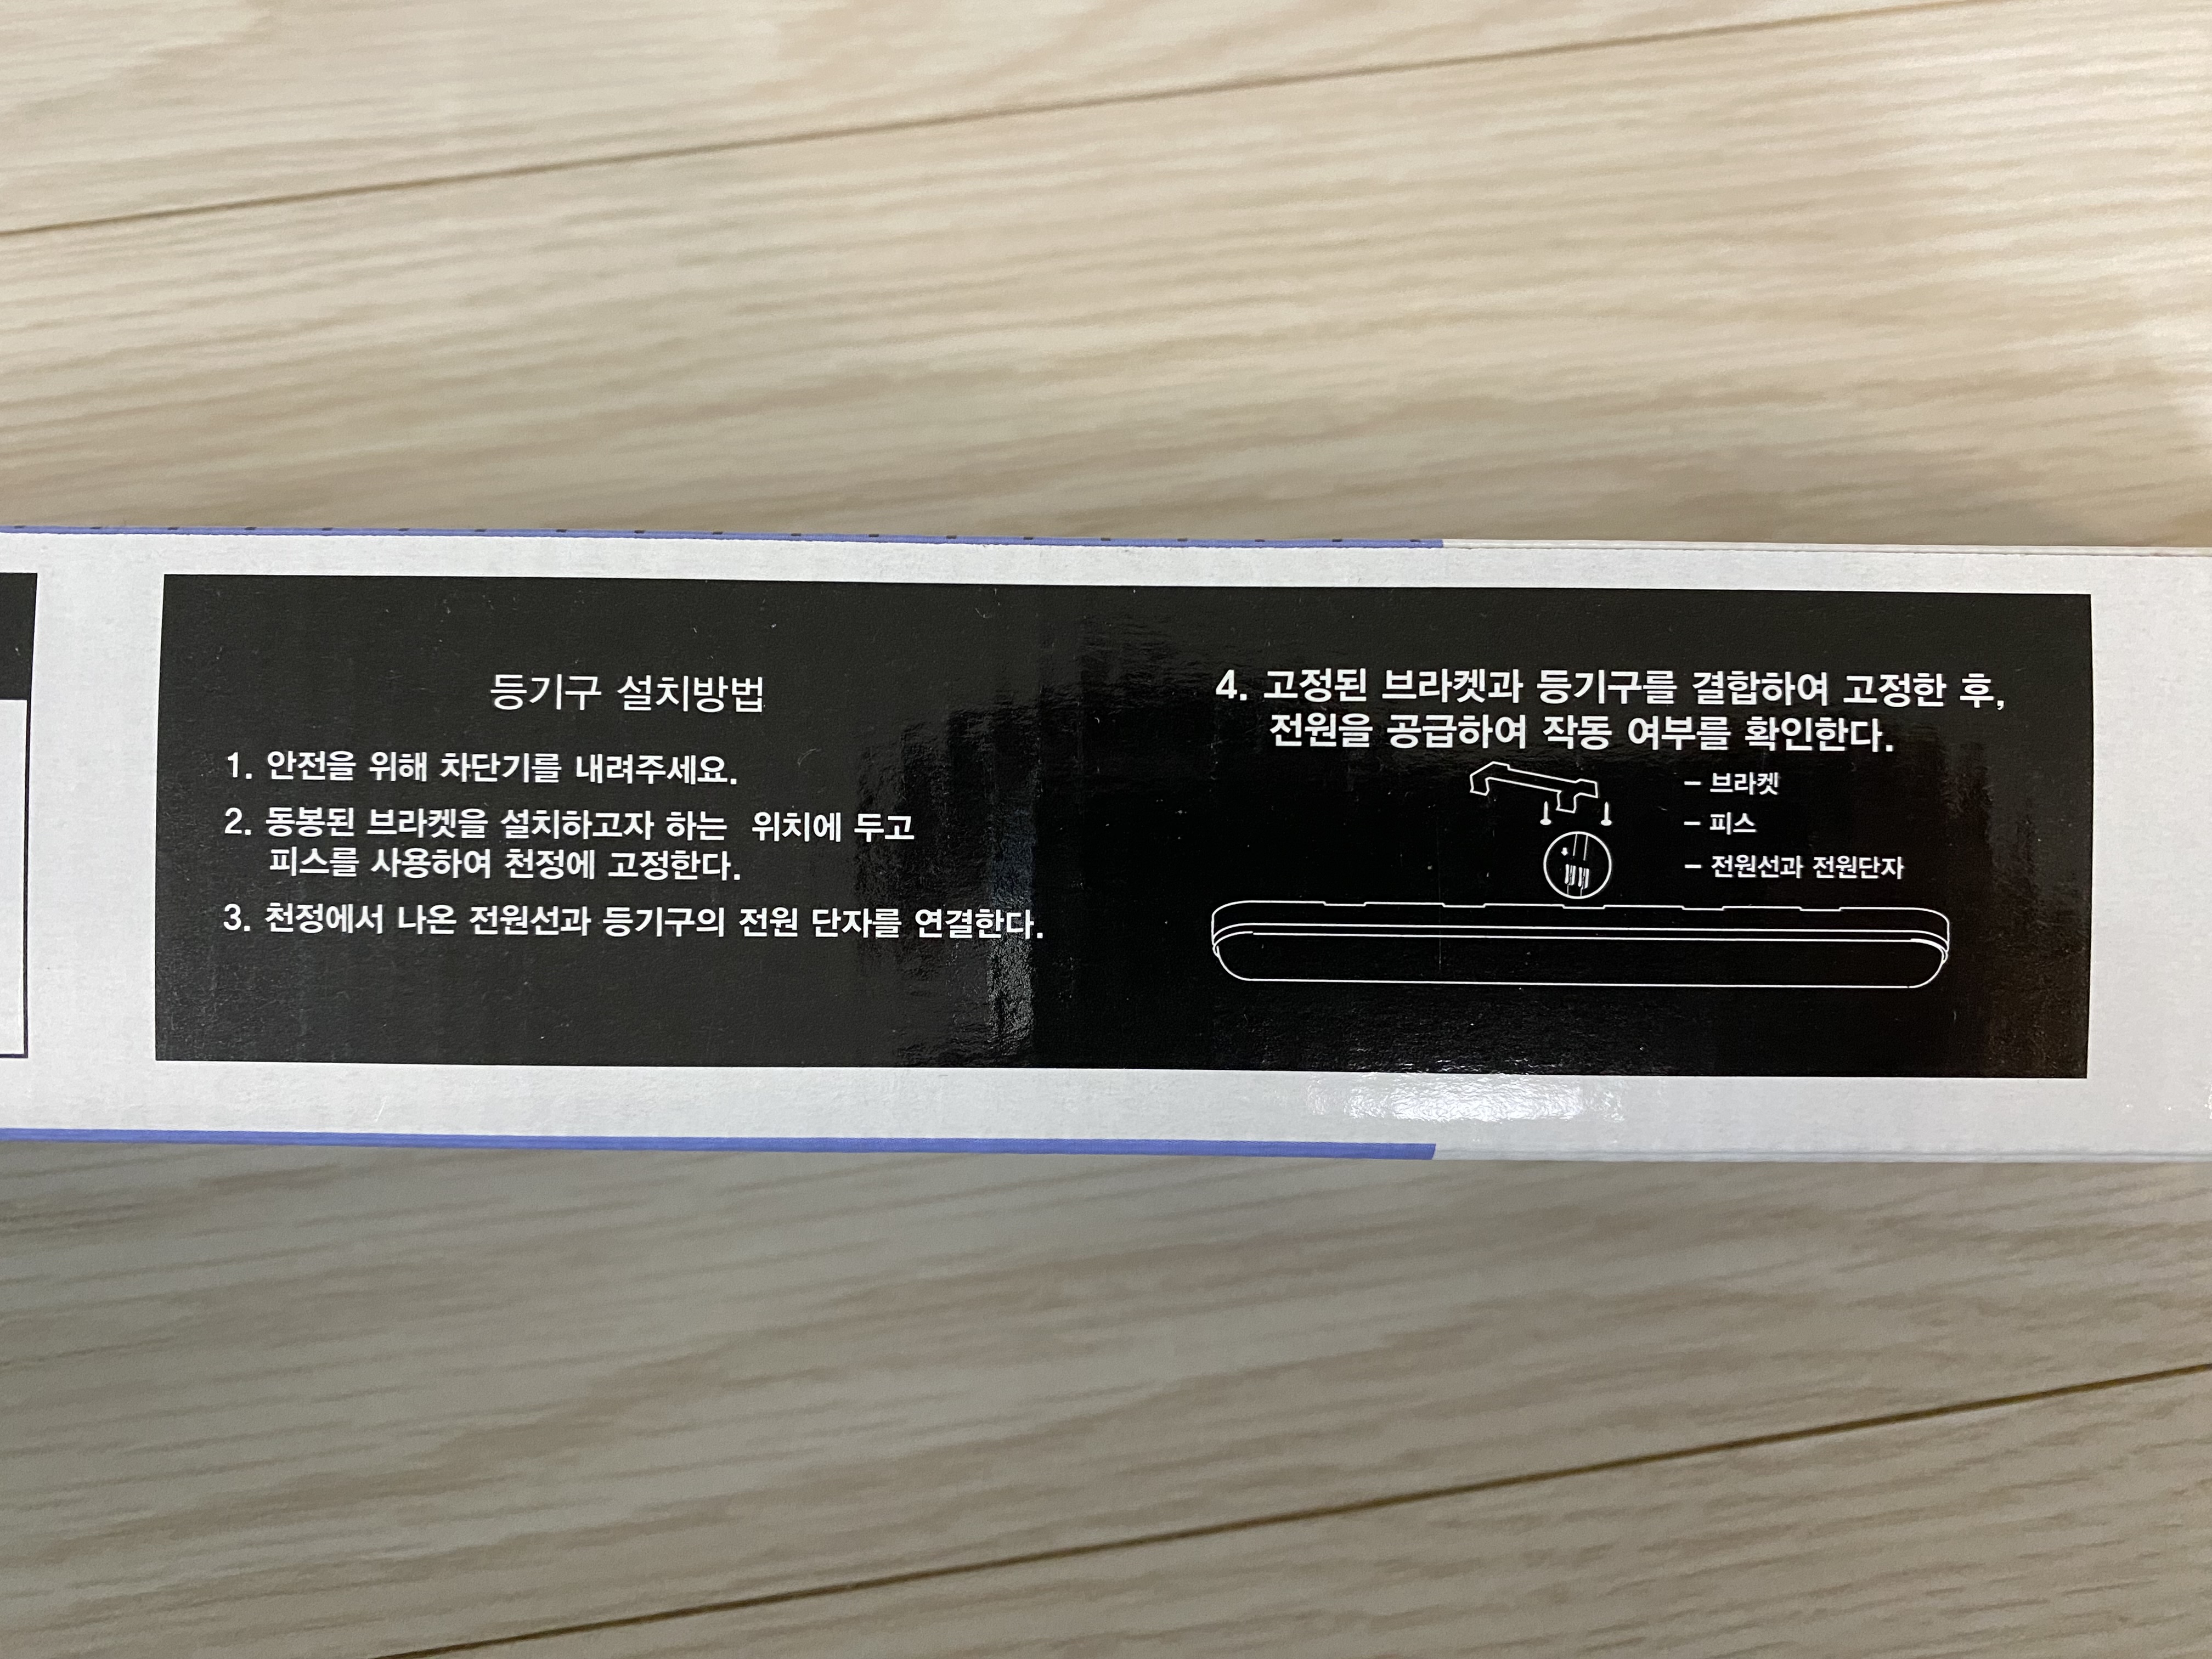 등기구 설치방법
1. 안전을 위해 차단기를 내려주세요.
2. 동봉된 브라켓을 설치하고자 하는 위치에 두고
피스를 사용하여 천정에 고정한다.
3. 천정에서 나온 전원선과 등기구의 전원 단자를 연결한다.
4. 고정된 브라켓과 등기구를 결합하여 고정한 후,
전원을 공급하여 작동 여부를 확인한다.
– 브라켓
– 피스
– 전원선과 전원단자